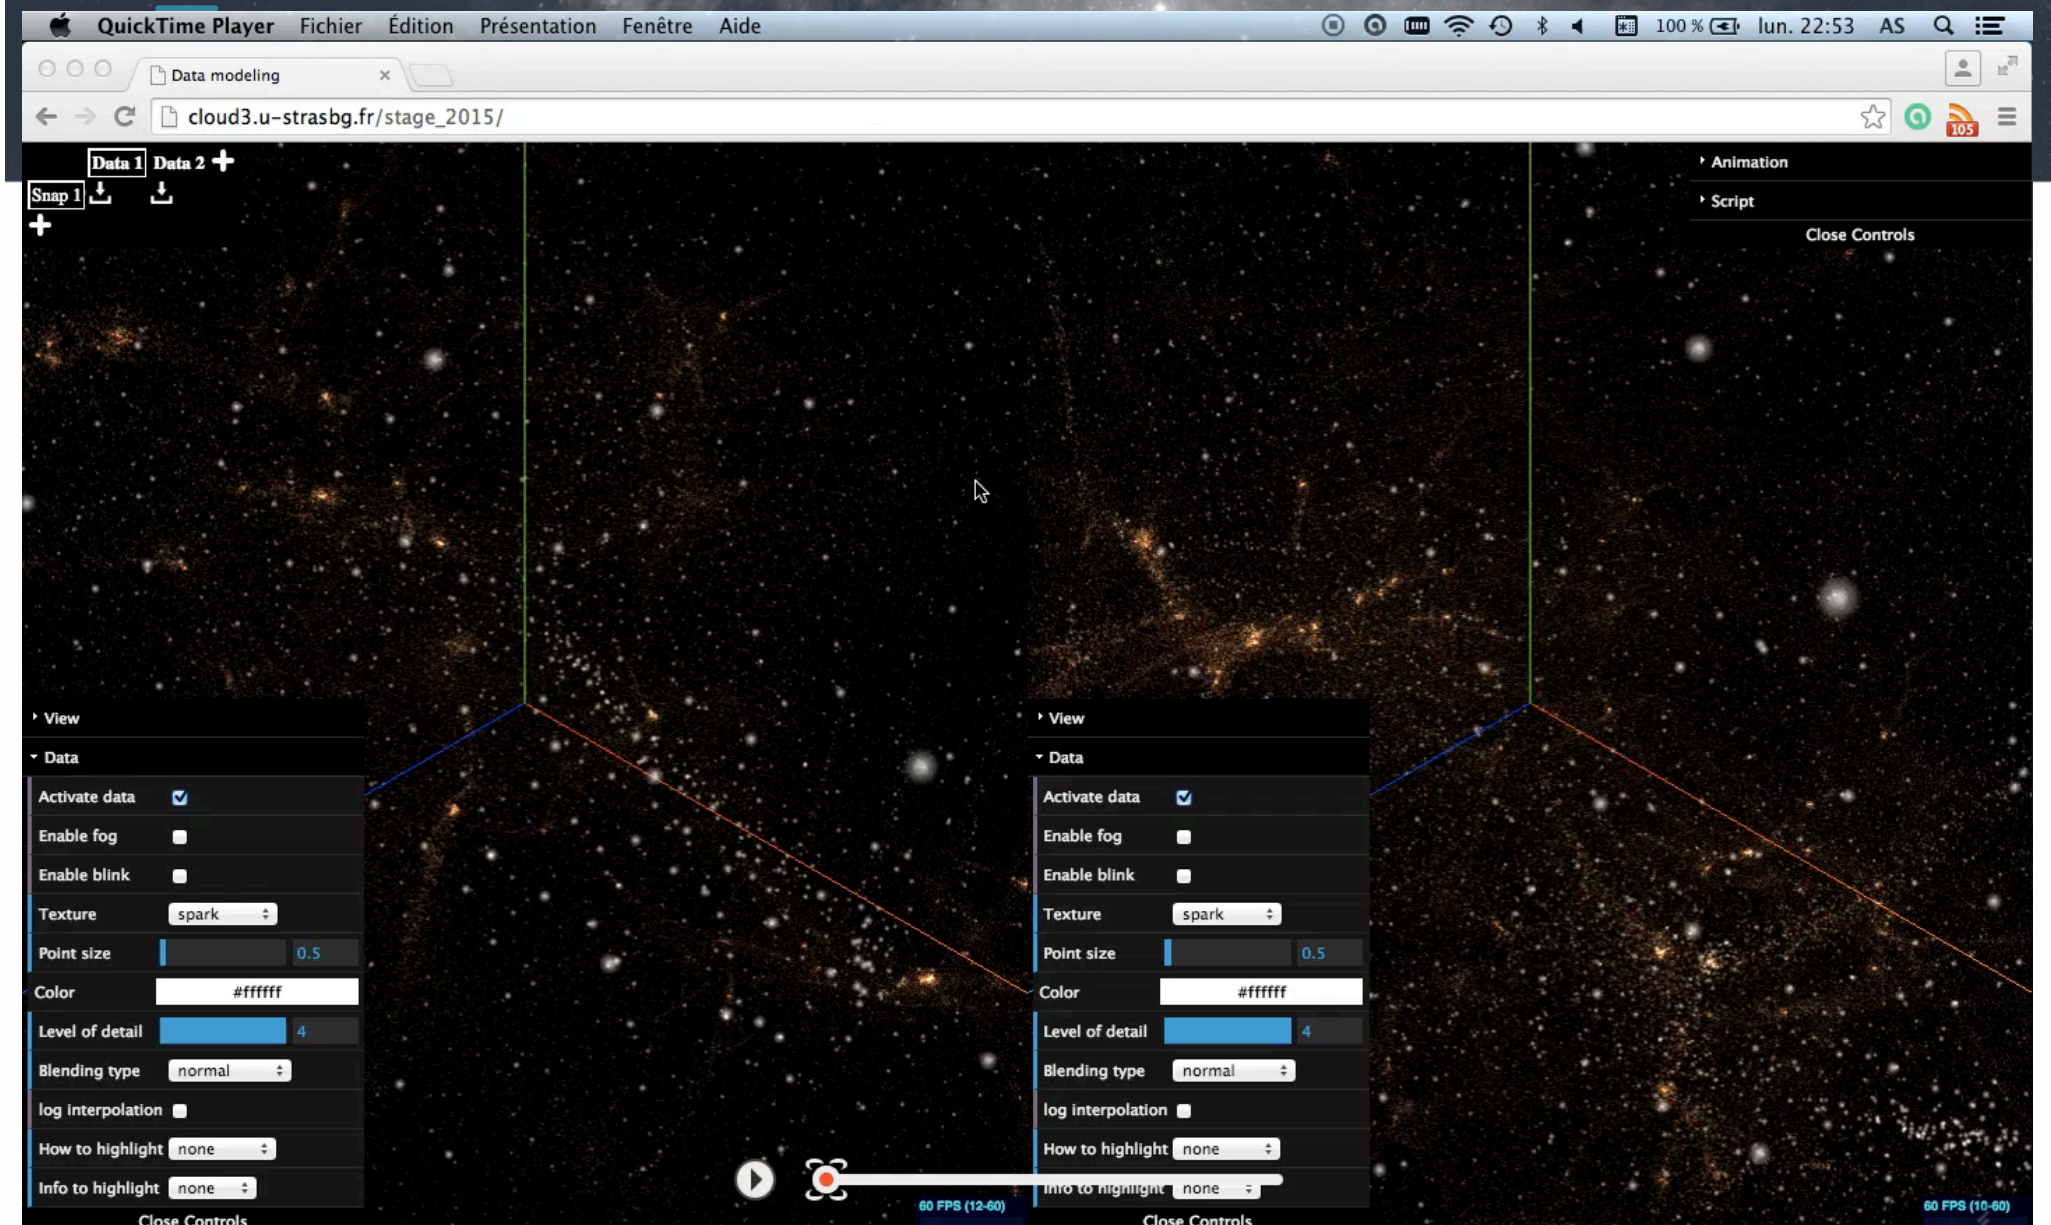 QuickTime Player Fichier Édition Présentation Fenêtre Aide 100 % lun. 22:53 AS
Data modeling
cloud3.u-strasbg.fr/stage_2015/
105
Data 1 Data 2
Snap 1
Animation
Script
Close Controls
View
Data
Activate data
Enable fog
Enable blink
Texture spark
Point size 0.5
Color #ffffff
Level of detail 4
Blending type normal
log interpolation
How to highlight none
Info to highlight none
Close Controls
60 FPS (12-60)
View
Data
Activate data
Enable fog
Enable blink
Texture spark
Point size 0.5
Color #ffffff
Level of detail 4
Blending type normal
log interpolation
How to highlight none
Info to highlight none
Close Controls
60 FPS (10-60)